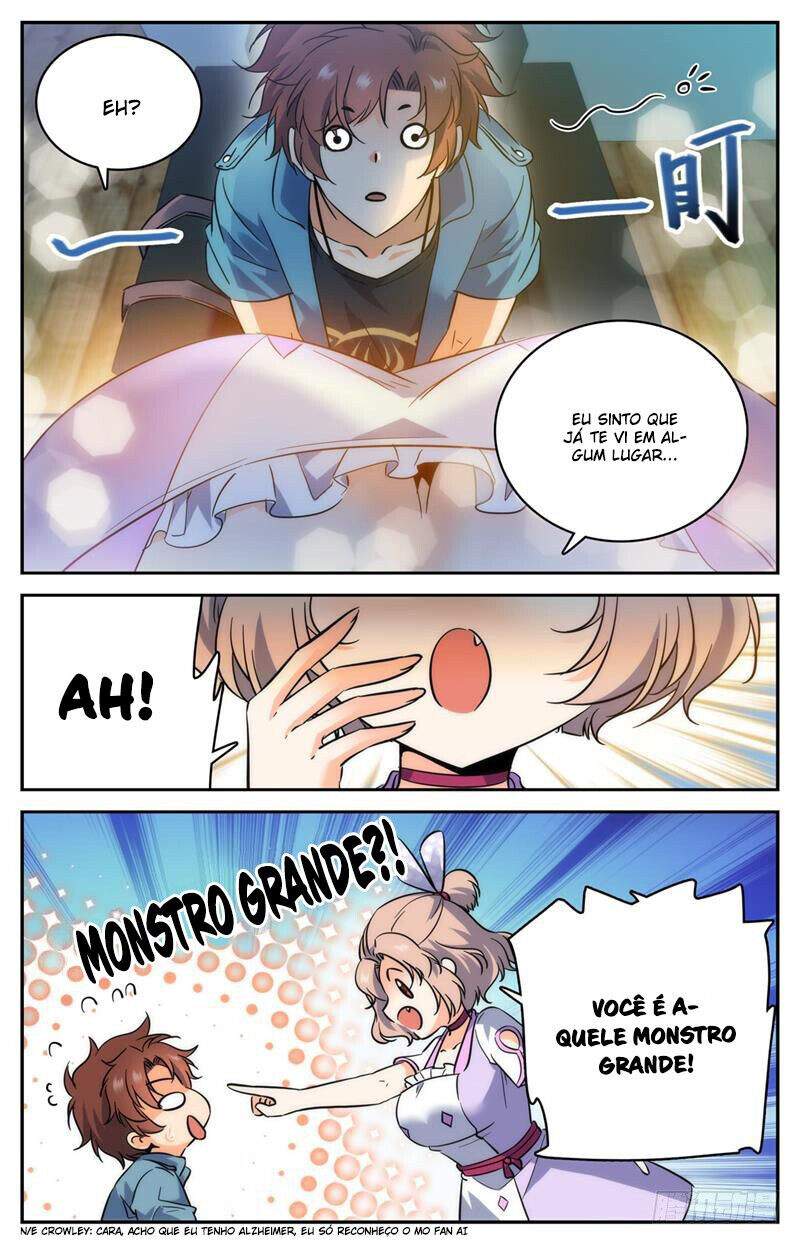 EH?
一盯
EU SINTO QUE
JÁ TE VI EM AL-
GUM LUGAR...
AH!
MONSTRO GRANDE?!
VOCÊ É A-
QUELE MONSTRO
GRANDE!
N/E CROWLEY: CARA, ACHO QUE EU TENHO ALZHEIMER, EU SÓ RECONHEÇO O MO FAN AI